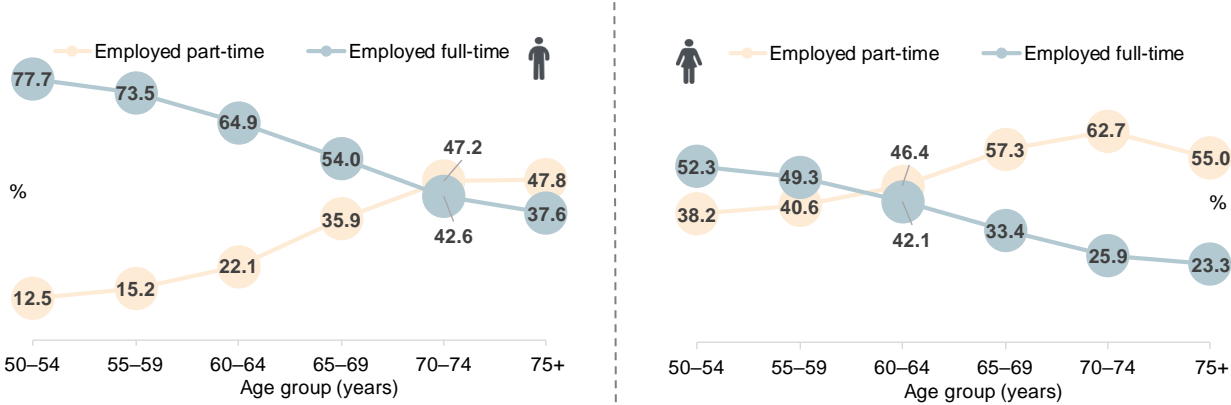 Employed part-time Employed full-time
77.7 73.5 64.9 54.0 47.2 47.8
%
12.5 15.2 22.1 35.9 42.6 37.6
50–54 55–59 60–64 65–69 70–74 75+
Age group (years)
Employed part-time Employed full-time
52.3 49.3 46.4 57.3 62.7 55.0
%
38.2 40.6 42.1 33.4 25.9 23.3
50–54 55–59 60–64 65–69 70–74 75+
Age group (years)